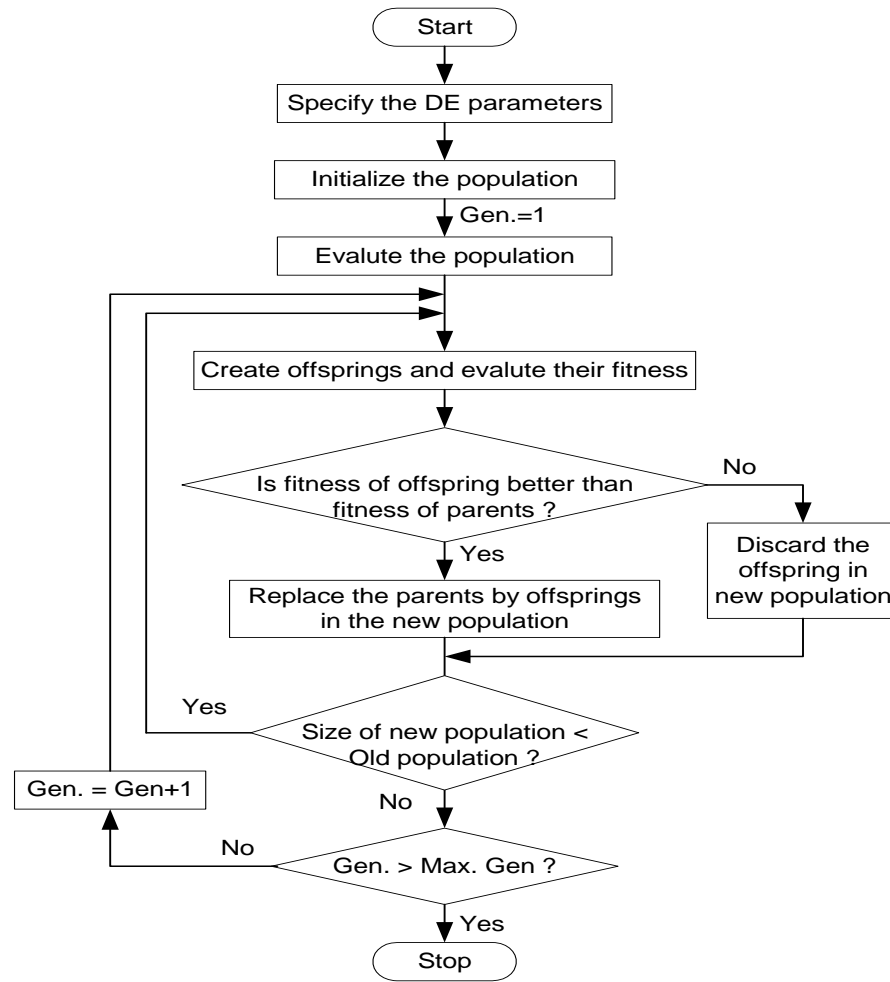 Start
Specify the DE parameters
Initialize the population
Gen.=1
Evalute the population
Create offsprings and evalute their fitness
Is fitness of offspring better than
fitness of parents ?
No
Yes
Discard the
offspring in
new population
Replace the parents by offsprings
in the new population
Yes
Size of new population <
Old population ?
Gen. = Gen+1
No
No
Gen. > Max. Gen ?
Yes
Stop